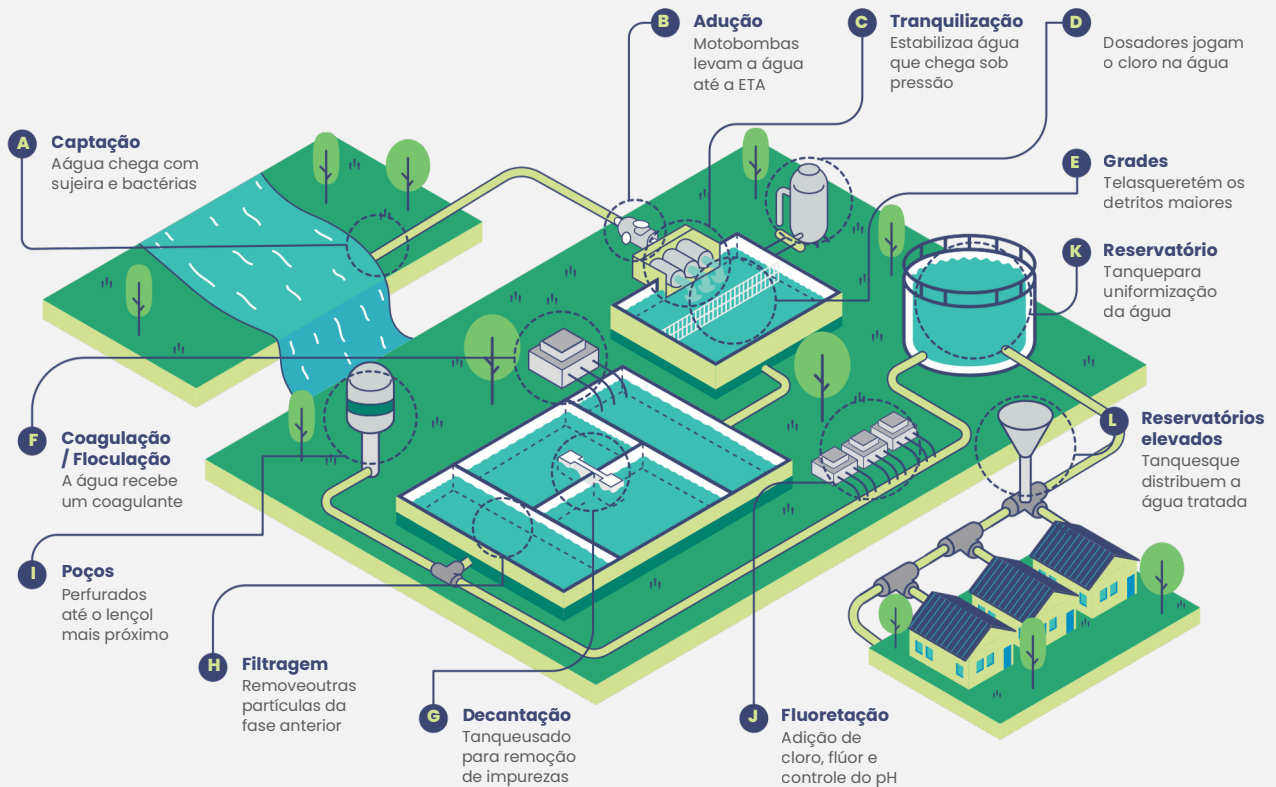 A
Captação
Aágua chega com
sujeira e bactérias
B
Adução
Motobombas
levam a água
até a ETA
C
Tranquilização
Estabilizaa água
que chega sob
pressão
D
Dosadores jogam
o cloro na água
E
Grades
Telasqueretém os
detritos maiores
K
Reservatório
Tanquepara
uniformização
da água
L
Reservatórios
elevados
Tanquesque
distribuem a
água tratada
F
Coagulação
/ Floculação
A água recebe
um coagulante
I
Poços
Perfurados
até o lençol
mais próximo
H
Filtragem
Removeoutras
partículas da
fase anterior
G
Decantação
Tanqueusado
para remoção
de impurezas
J
Fluoretação
Adição de
cloro, flúor e
controle do pH